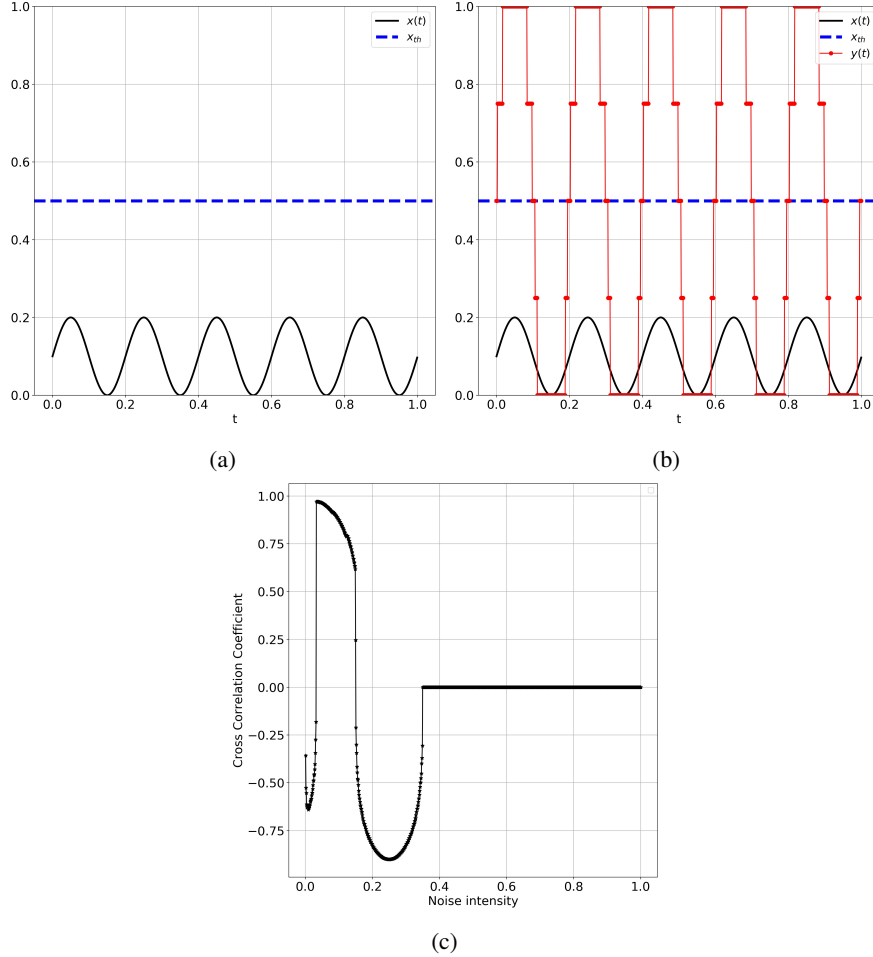 1.0
0.8
0.6
0.4
0.2
0.0
0.0 0.2 0.4 0.6 0.8 1.0
t
x(t)
x_th
(a)
1.0
0.8
0.6
0.4
0.2
0.0
0.0 0.2 0.4 0.6 0.8 1.0
t
x(t)
x_th
y(t)
(b)
Cross Correlation Coefficient
1.00
0.75
0.50
0.25
0.00
−0.25
−0.50
−0.75
0.0 0.2 0.4 0.6 0.8 1.0
Noise intensity
(c)